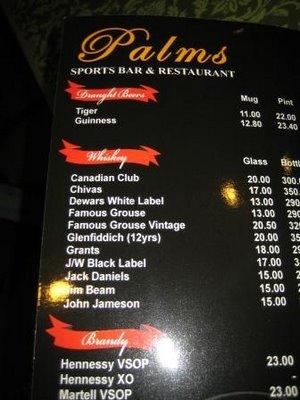 Palms
SPORTS BAR & RESTAURANT
Draught Beers Mug Pint
Tiger 11.00 22.00
Guinness 12.80 23.40
Whiskey Glass
Canadian Club 20.00
Chivas 17.00
Dewars White Label 13.00
Famous Grouse 13.00
Famous Grouse Vintage 20.50
Glenfiddich (12yrs) 20.00
Grants 18.00
J/W Black Label 17.00
Jack Daniels 15.00
Jim Beam 15.00
John Jameson 15.00
Brandy
Hennessy VSOP 23.00
Hennessy XO
Martell VSOP 23.00